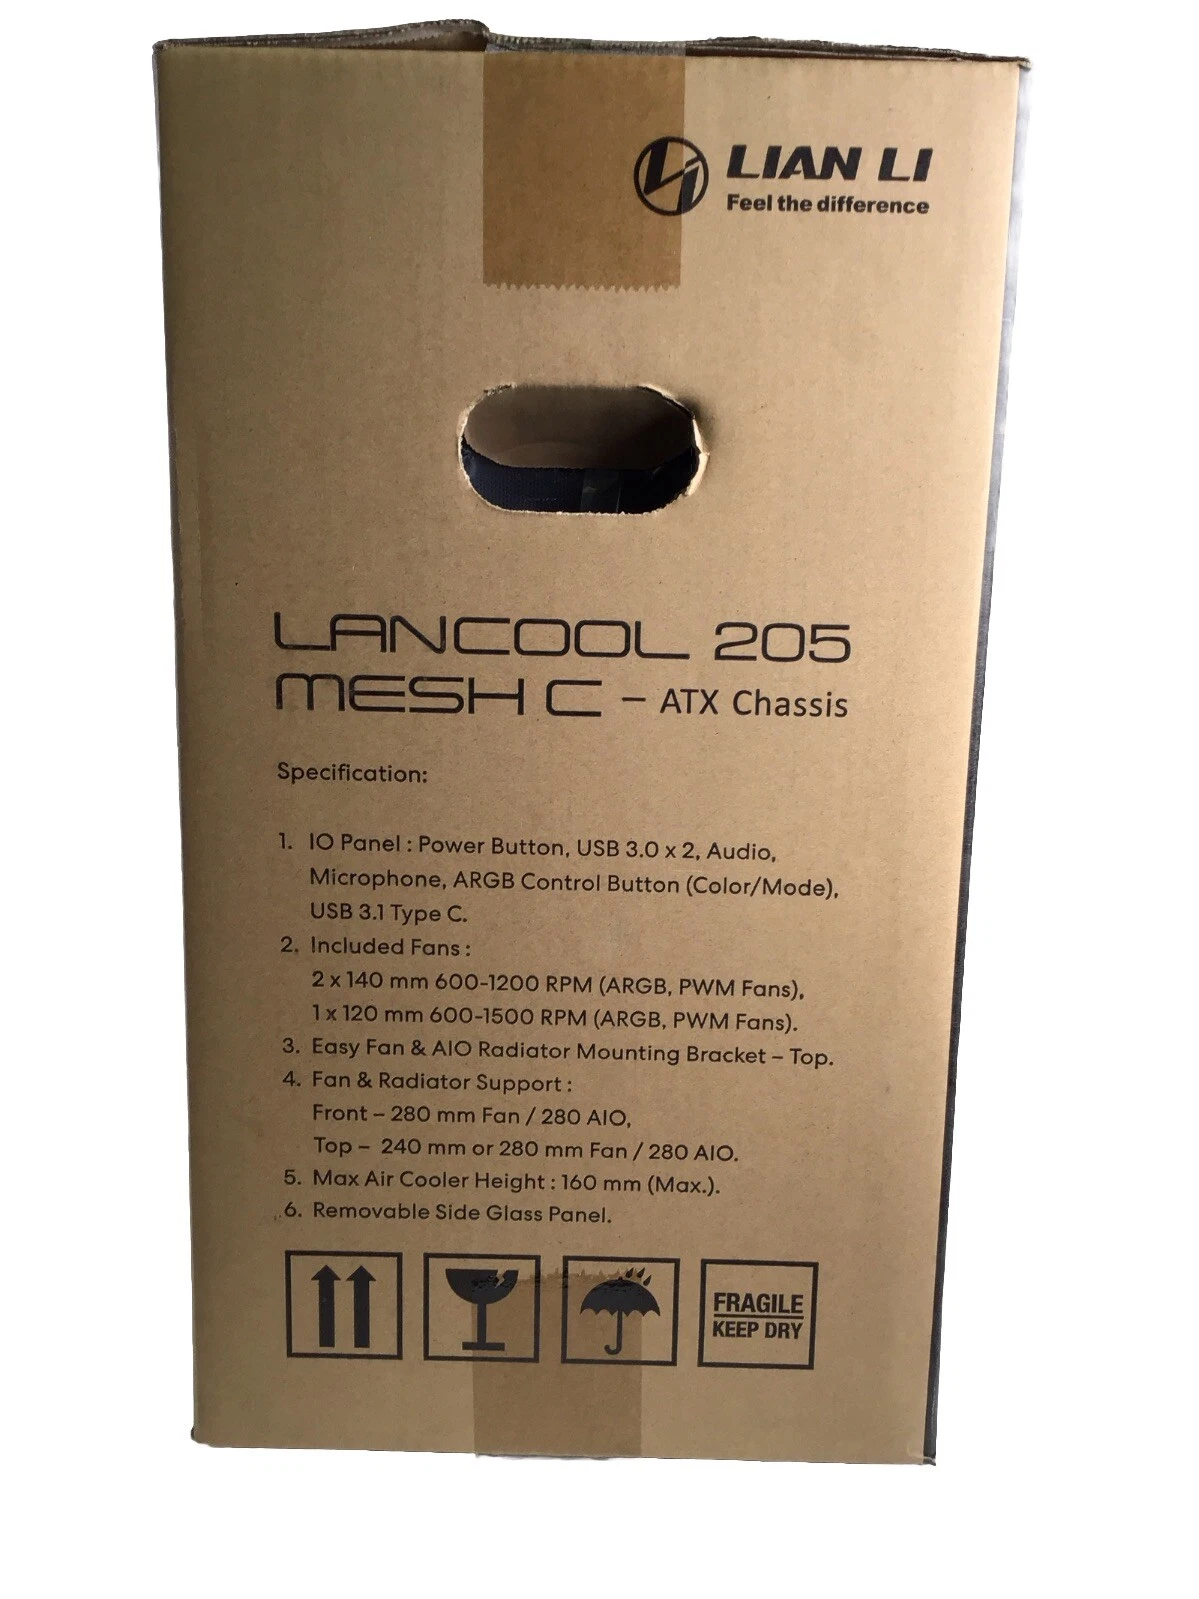 LIAN LI
Feel the difference
LANCOOL 205
MESH C – ATX Chassis
Specification:
1. IO Panel : Power Button, USB 3.0 x 2, Audio,
Microphone, ARGB Control Button (Color/Mode),
USB 3.1 Type C.
2. Included Fans :
2 x 140 mm 600-1200 RPM (ARGB, PWM Fans),
1 x 120 mm 600-1500 RPM (ARGB, PWM Fans).
3. Easy Fan & AIO Radiator Mounting Bracket – Top.
4. Fan & Radiator Support :
Front – 280 mm Fan / 280 AIO,
Top – 240 mm or 280 mm Fan / 280 AIO.
5. Max Air Cooler Height : 160 mm (Max.).
6. Removable Side Glass Panel.
FRAGILE
KEEP DRY